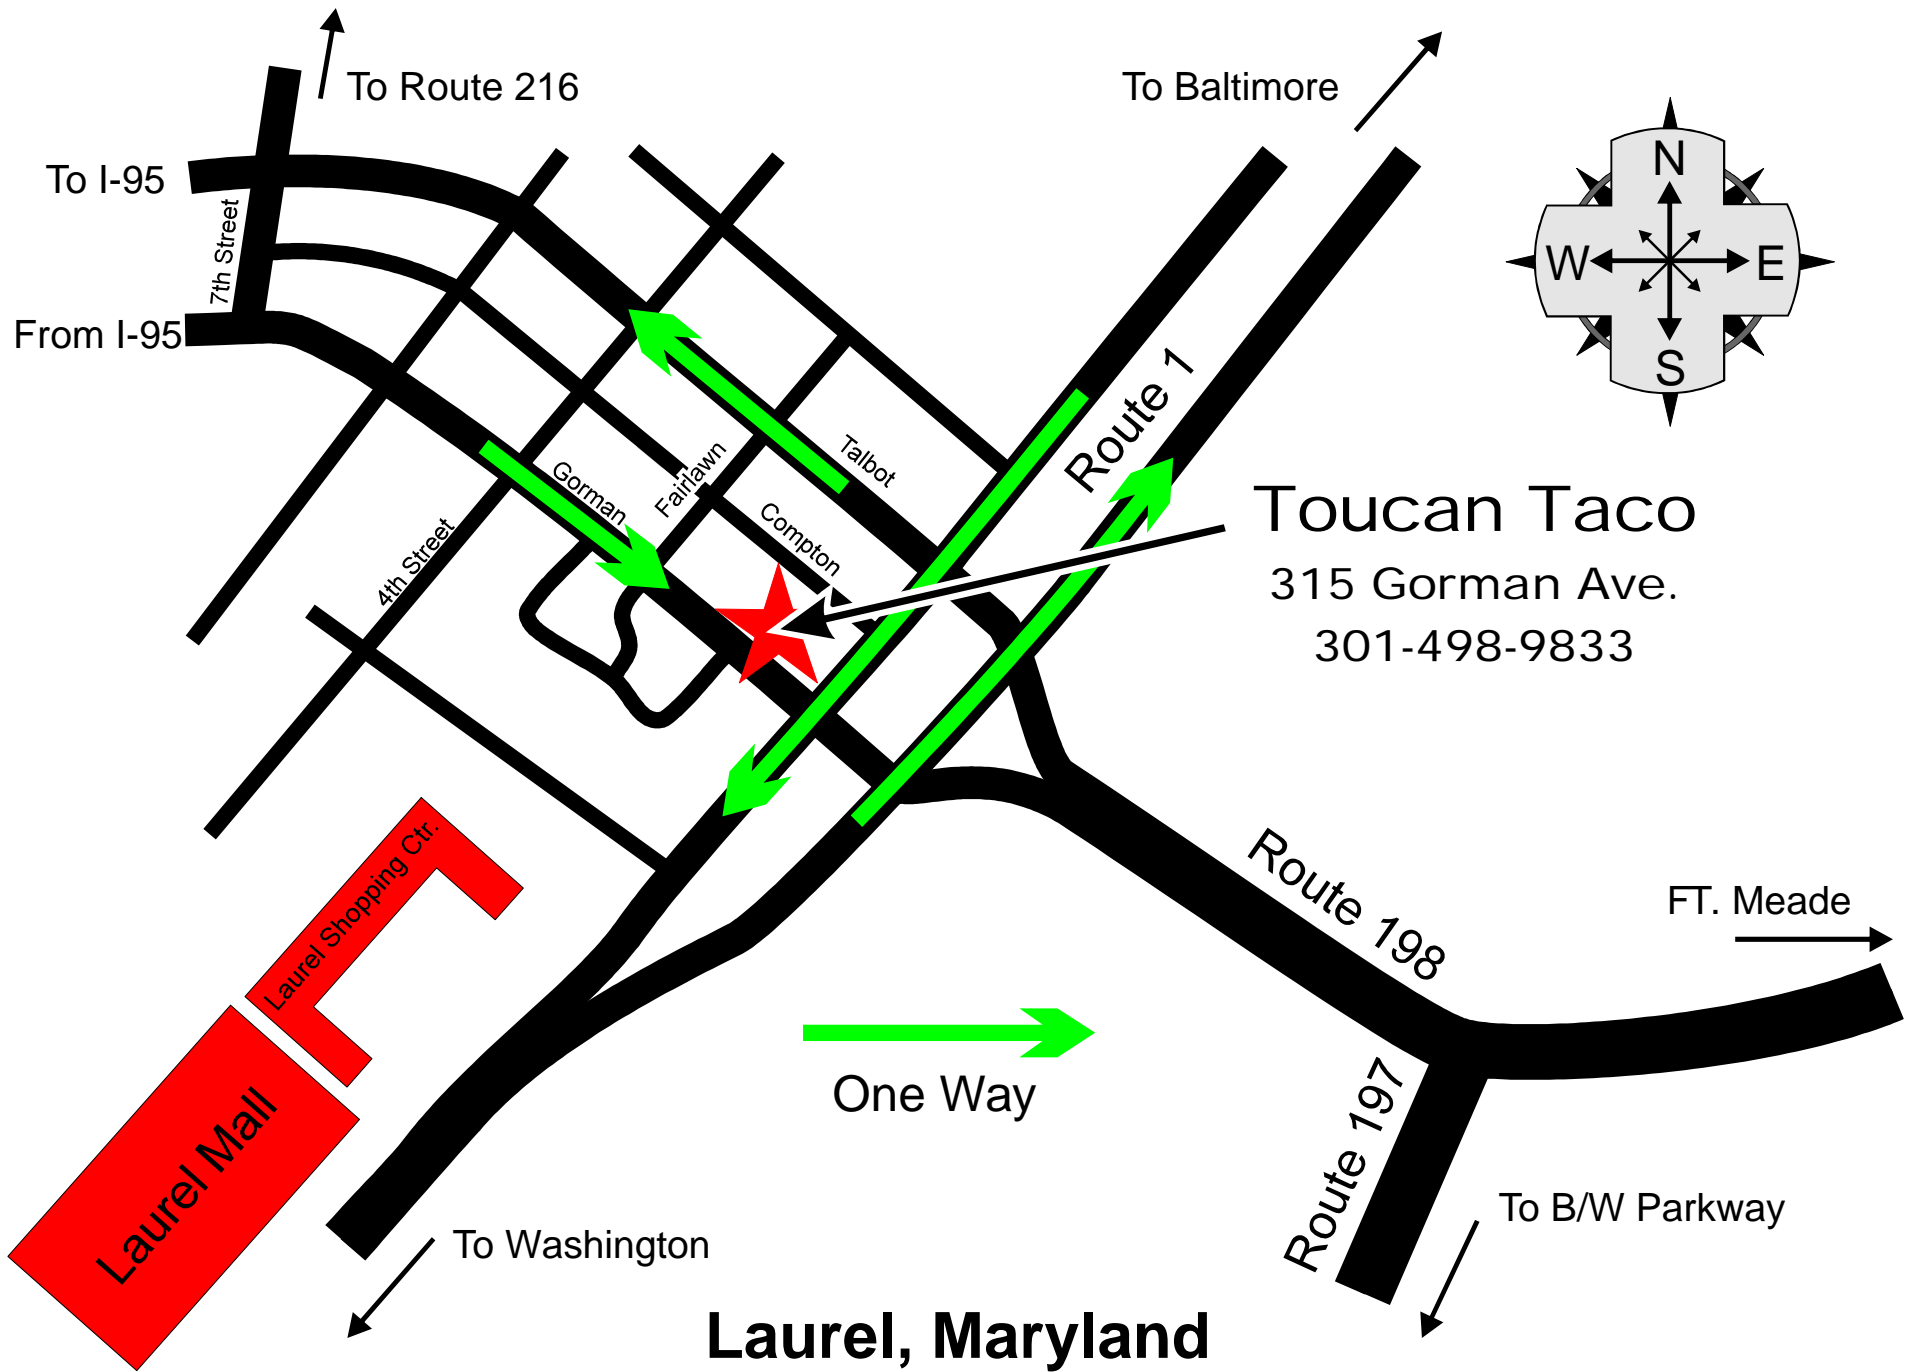 To Route 216
To Baltimore
To I-95
7th Street
From I-95
N
W
E
S
Route 1
Talbot
Fairlawn
Gorman
Compton
4th Street
Toucan Taco
315 Gorman Ave.
301-498-9833
Laurel Shopping Ctr.
Laurel Mall
Route 198
FT. Meade
One Way
Route 197
To B/W Parkway
To Washington
Laurel, Maryland